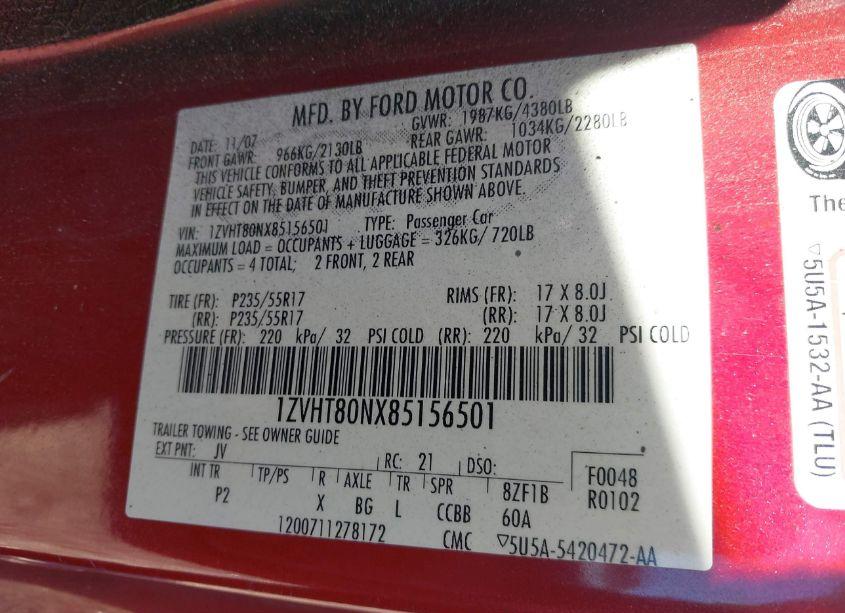 MFD. BY FORD MOTOR CO.
DATE: 11/07 GVWR: 1987KG/4380LB
FRONT GAWR: 966KG/2130LB REAR GAWR: 1034KG/2280LB
THIS VEHICLE CONFORMS TO ALL APPLICABLE FEDERAL MOTOR
VEHICLE SAFETY, BUMPER, AND THEFT PREVENTION STANDARDS
IN EFFECT ON THE DATE OF MANUFACTURE SHOWN ABOVE.
VIN: 1ZVHT80NX85156501 TYPE: Passenger Car
MAXIMUM LOAD = OCCUPANTS + LUGGAGE = 326KG/ 720LB
OCCUPANTS = 4 TOTAL; 2 FRONT, 2 REAR
TIRE (FR): P235/55R17 RIMS (FR): 17 X 8.0J
(RR): P235/55R17 (RR): 17 X 8.0J
PRESSURE (FR): 220 kPa/ 32 PSI COLD (RR): 220 kPa/ 32 PSI COLD
1ZVHT80NX85156501
TRAILER TOWING - SEE OWNER GUIDE
EXT PNT: JV RC: 21 DSO: F0048
INT TR TP/PS R AXLE TR SPR 8ZF1B R0102
P2 X BG L CCBB 60A
1200711278172 CMC ▽5U5A-5420472-AA
The
▽5U5A-1532-AA (TLU)